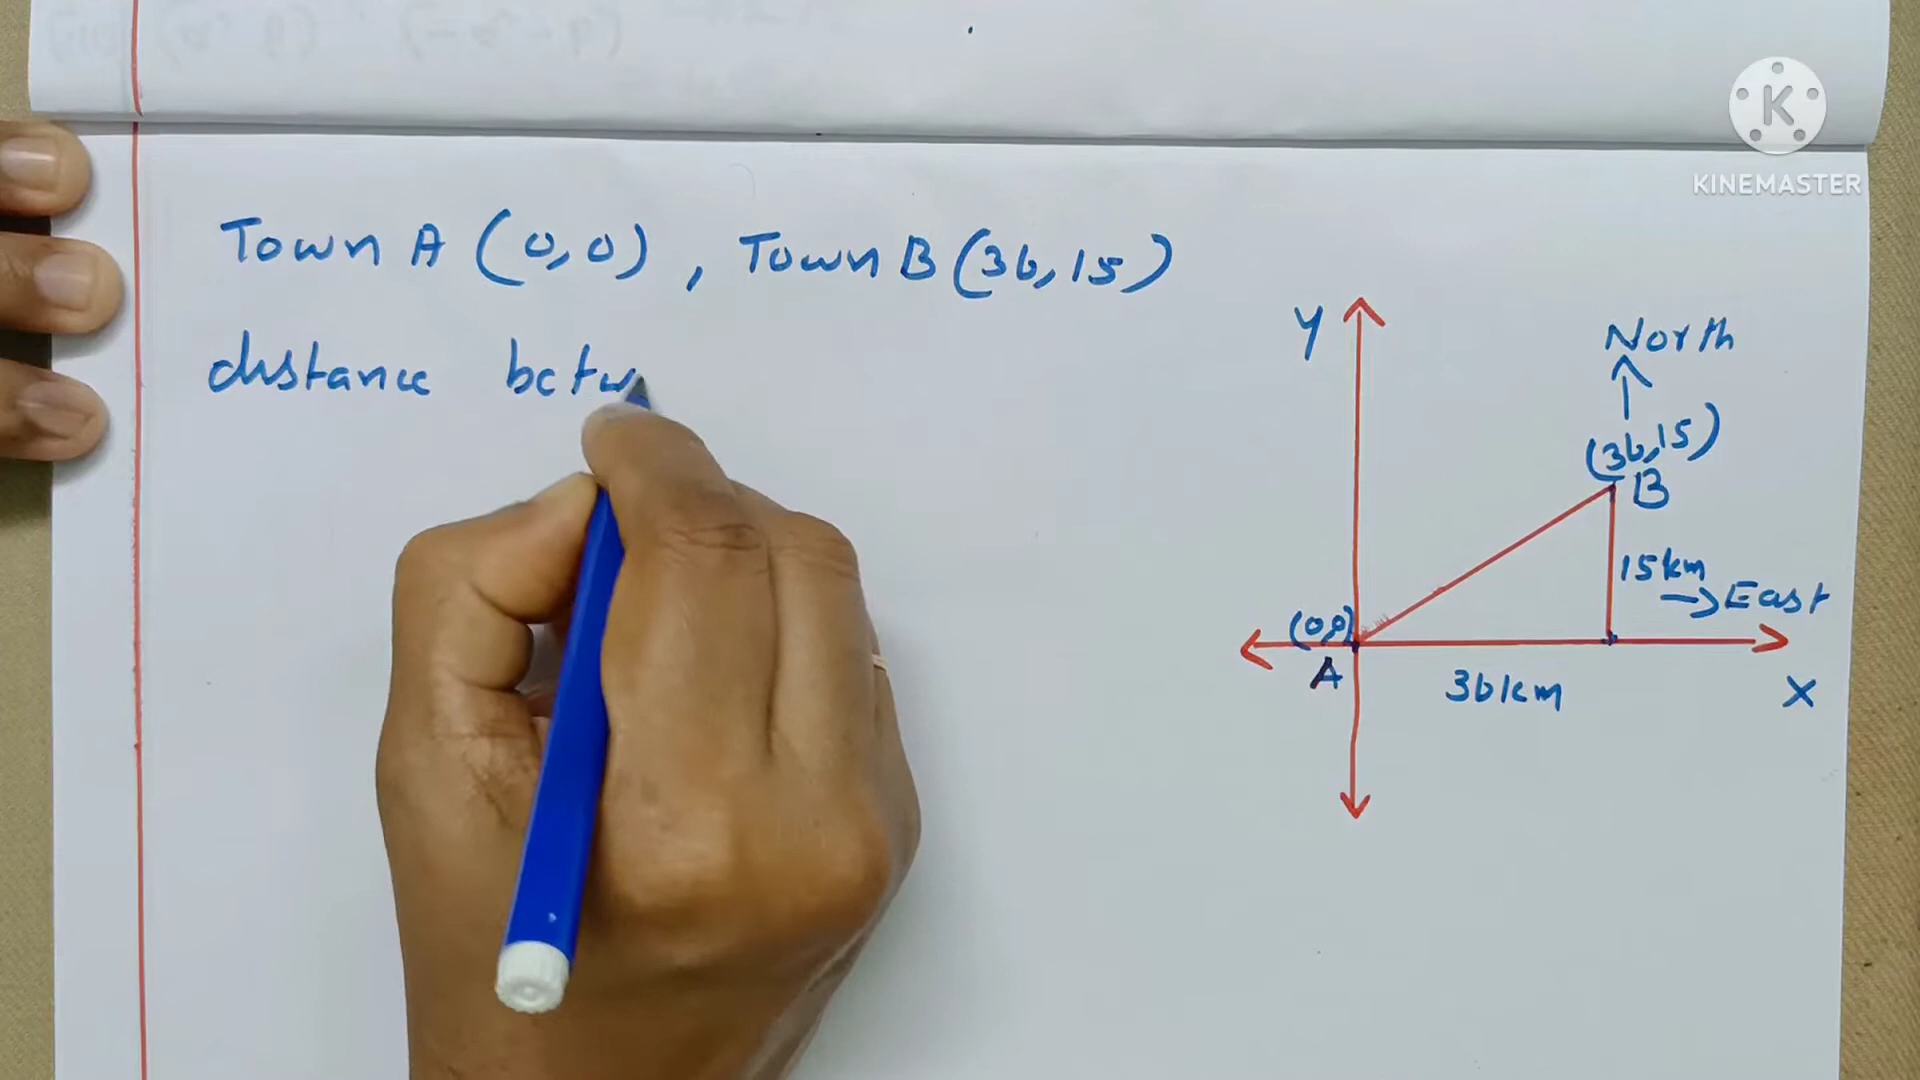 KINEMASTER
Town A (0,0), Town B (36,15)
distance betw
Y
North
(36,15)
B
15km
→ East
(0,0)
A
36km
X